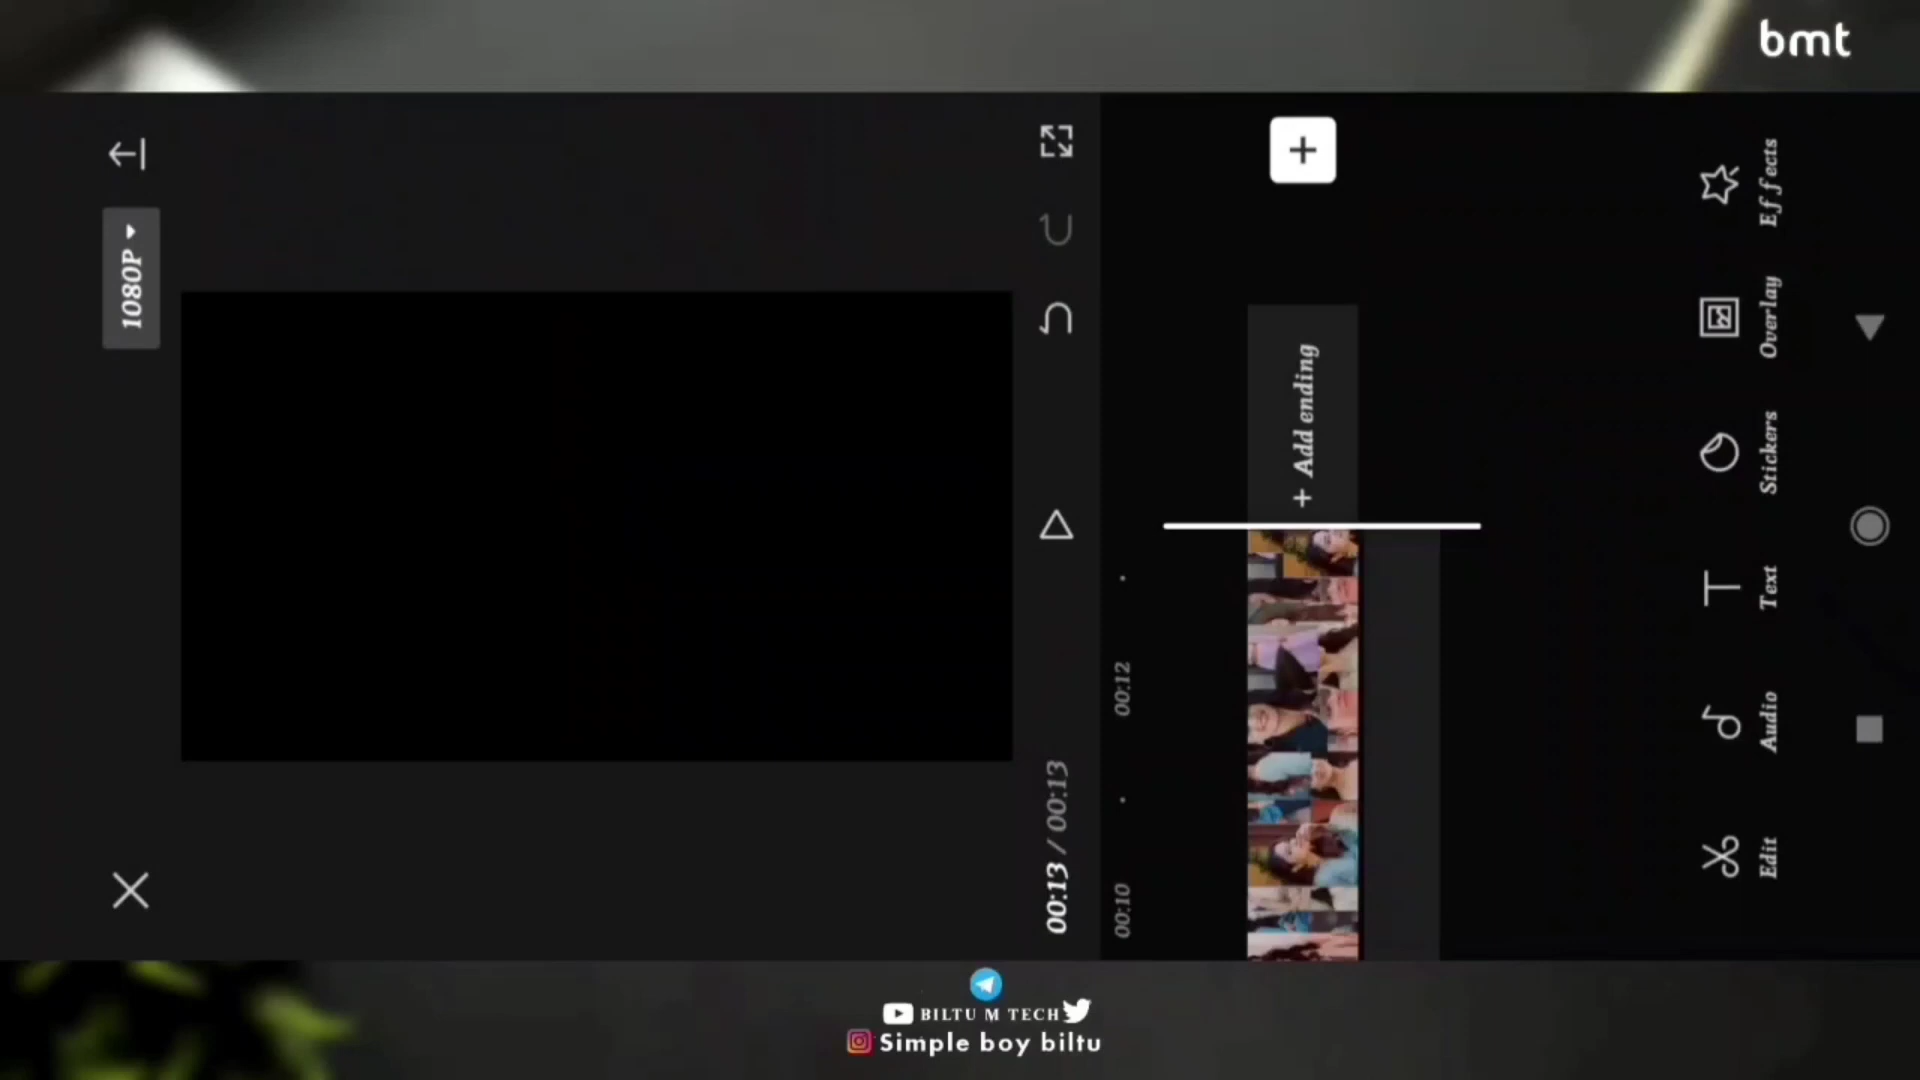 bmt
1080P
00:13 / 00:13
00:10
00:12
+ Add ending
Edit
Audio
Text
Stickers
Overlay
Effects
BILTU M TECH
Simple boy biltu